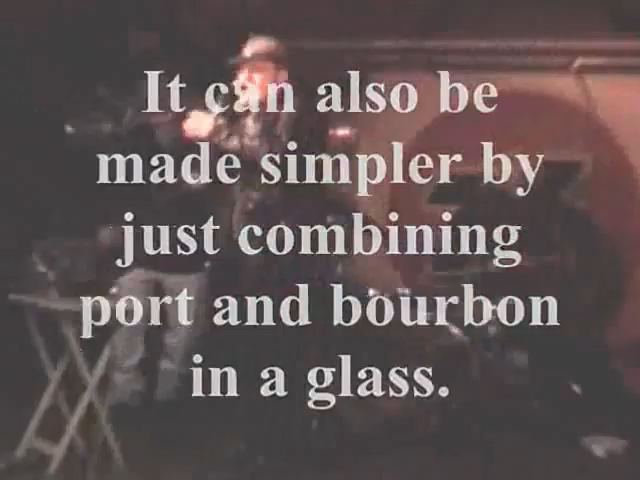 It can also be
made simpler by
just combining
port and bourbon
in a glass.